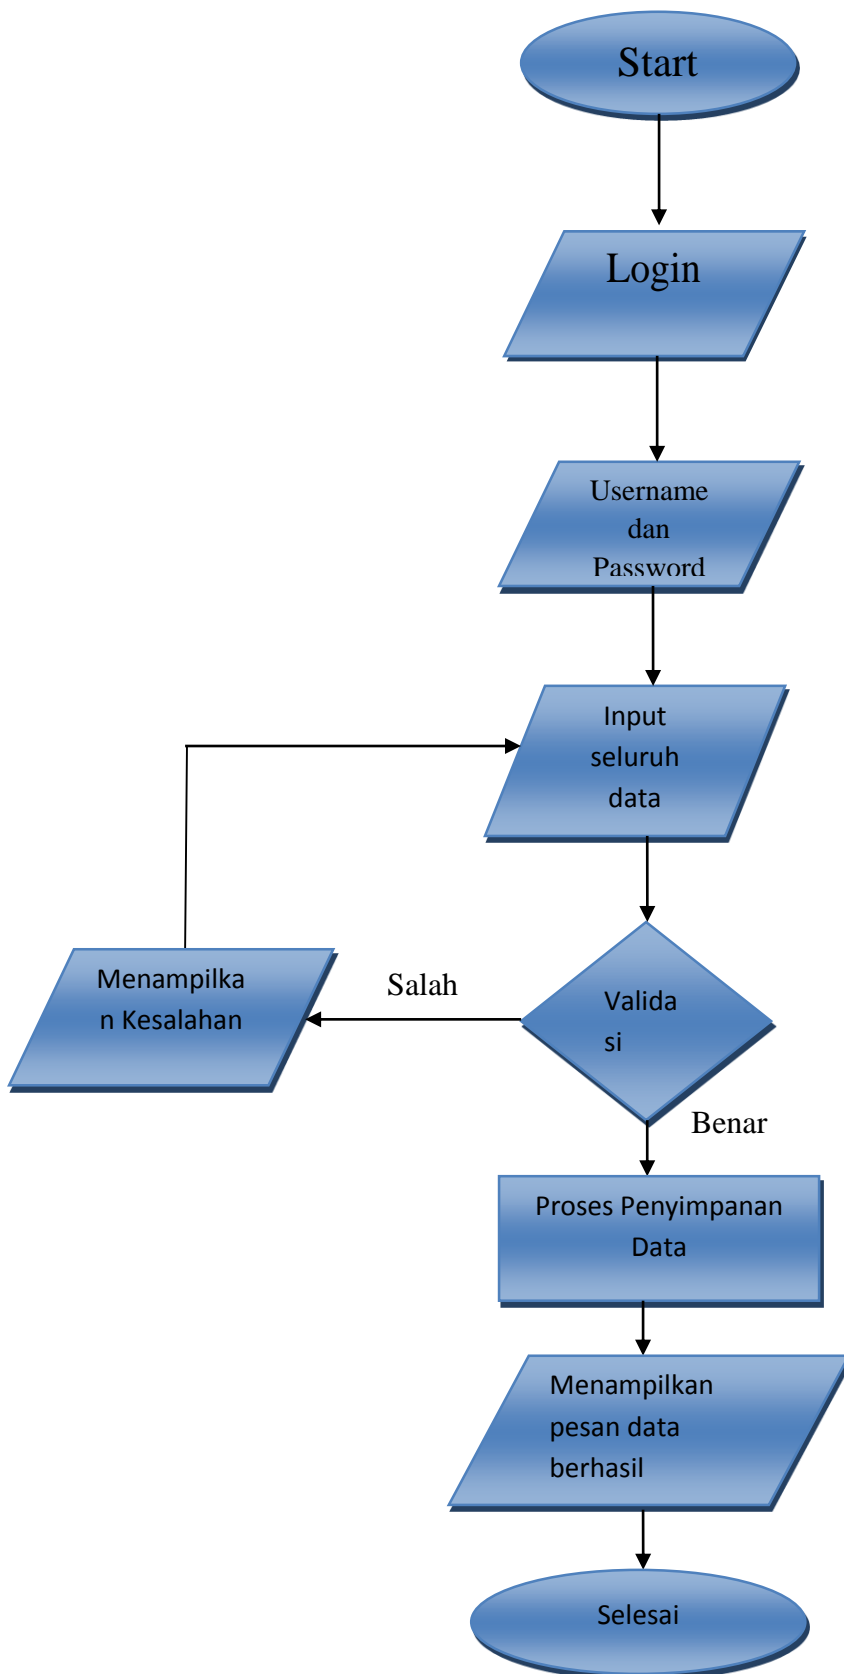 Start
Login
Username
dan
Password
Input
seluruh
data
Menampilka
n Kesalahan
Salah
Valida
si
Benar
Proses Penyimpanan
Data
Menampilkan
pesan data
berhasil
Selesai